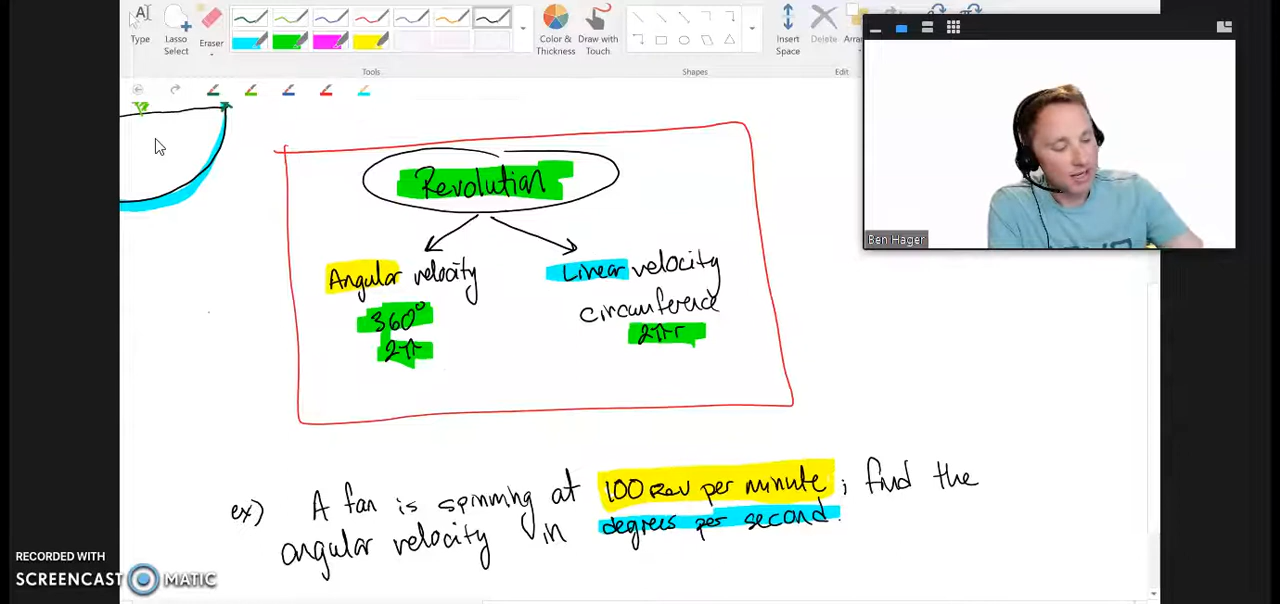 Type
Lasso
Select
Eraser
Color &
Thickness
Draw with
Touch
Insert
Space
Delete
Tools
Shapes
Edit
Revolution
Angular velocity
Linear velocity
360°
circumference
2π
2πr
Ben Hager
ex) A fan is spinning at 100 rev per minute; find the
angular velocity in degrees per second.
RECORDED WITH
SCREENCAST MATIC